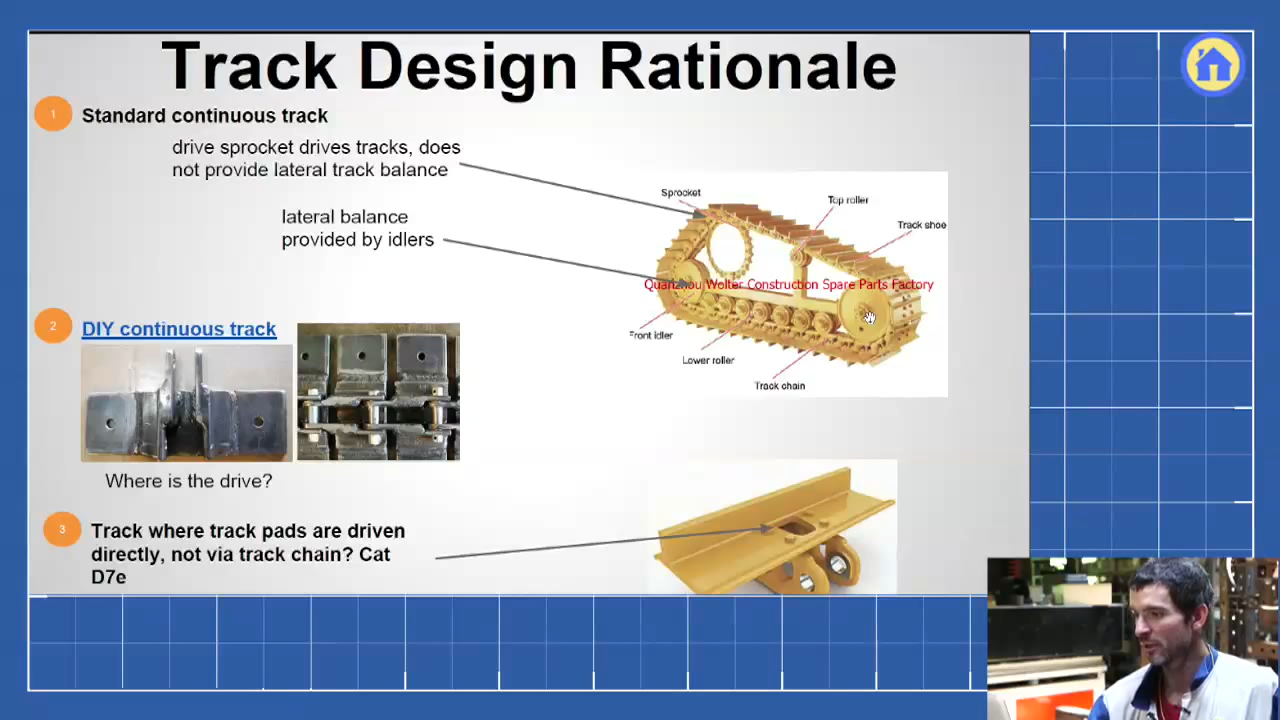 Track Design Rationale
1
Standard continuous track
drive sprocket drives tracks, does
not provide lateral track balance
lateral balance
provided by idlers
Sprocket
Top roller
Track shoe
Quanzhou Wolter Construction Spare Parts Factory
Front idler
Lower roller
Track chain
2
DIY continuous track
Where is the drive?
3
Track where track pads are driven
directly, not via track chain? Cat
D7e